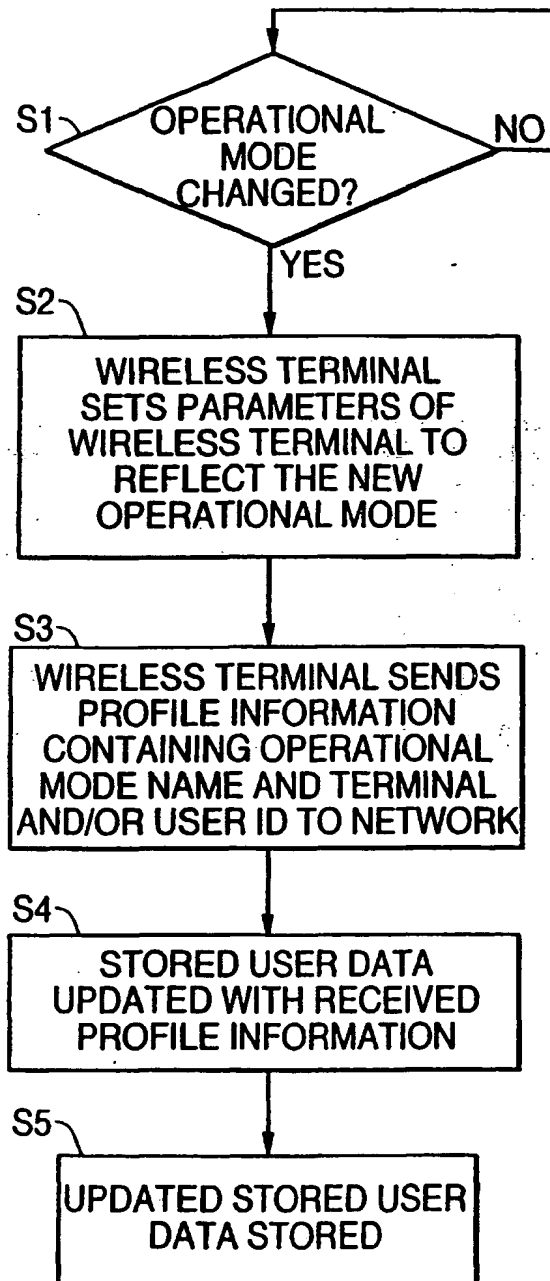 S1
OPERATIONAL
MODE
CHANGED?
NO
YES
S2
WIRELESS TERMINAL
SETS PARAMETERS OF
WIRELESS TERMINAL TO
REFLECT THE NEW
OPERATIONAL MODE
S3
WIRELESS TERMINAL SENDS
PROFILE INFORMATION
CONTAINING OPERATIONAL
MODE NAME AND TERMINAL
AND/OR USER ID TO NETWORK
S4
STORED USER DATA
UPDATED WITH RECEIVED
PROFILE INFORMATION
S5
UPDATED STORED USER
DATA STORED